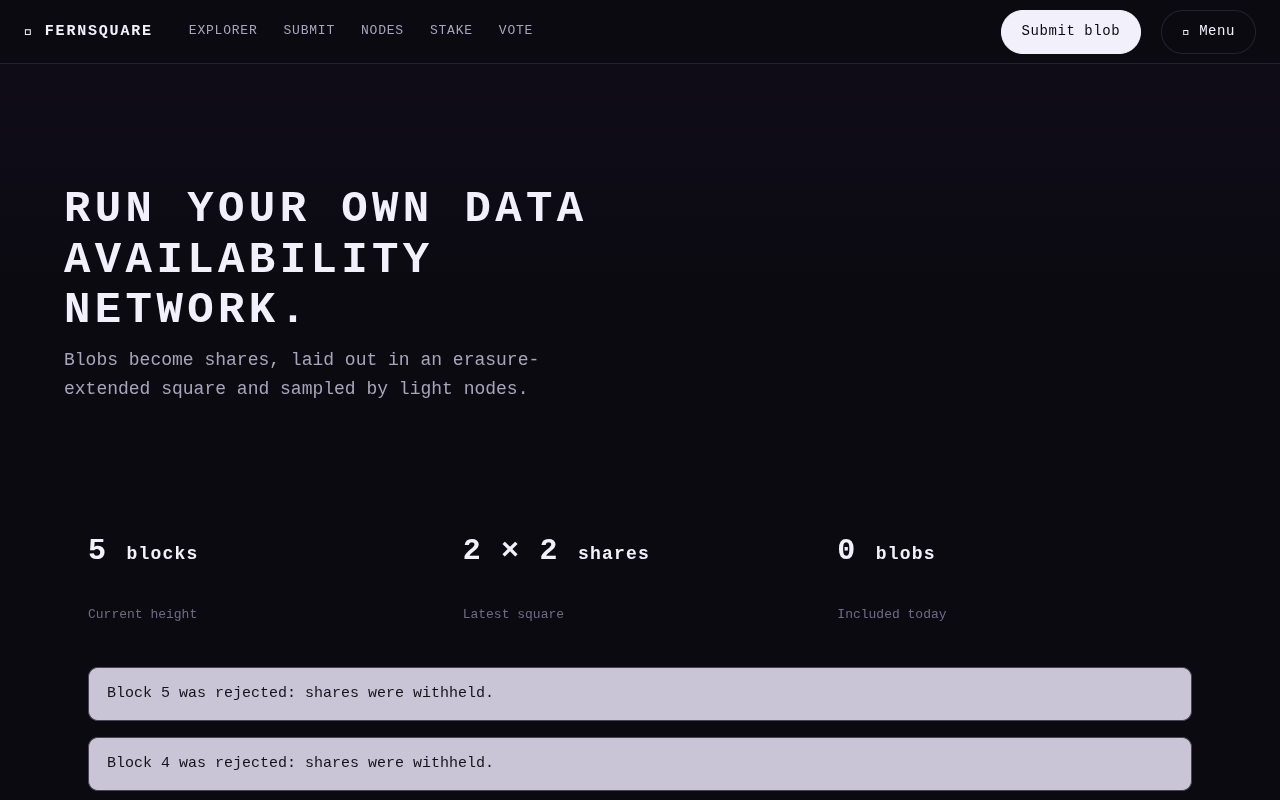 FERNSQUARE
EXPLORER SUBMIT NODES STAKE VOTE
Submit blob
Menu
RUN YOUR OWN DATA
AVAILABILITY
NETWORK.
Blobs become shares, laid out in an erasure-
extended square and sampled by light nodes.
5 blocks
Current height
2 × 2 shares
Latest square
0 blobs
Included today
Block 5 was rejected: shares were withheld.
Block 4 was rejected: shares were withheld.